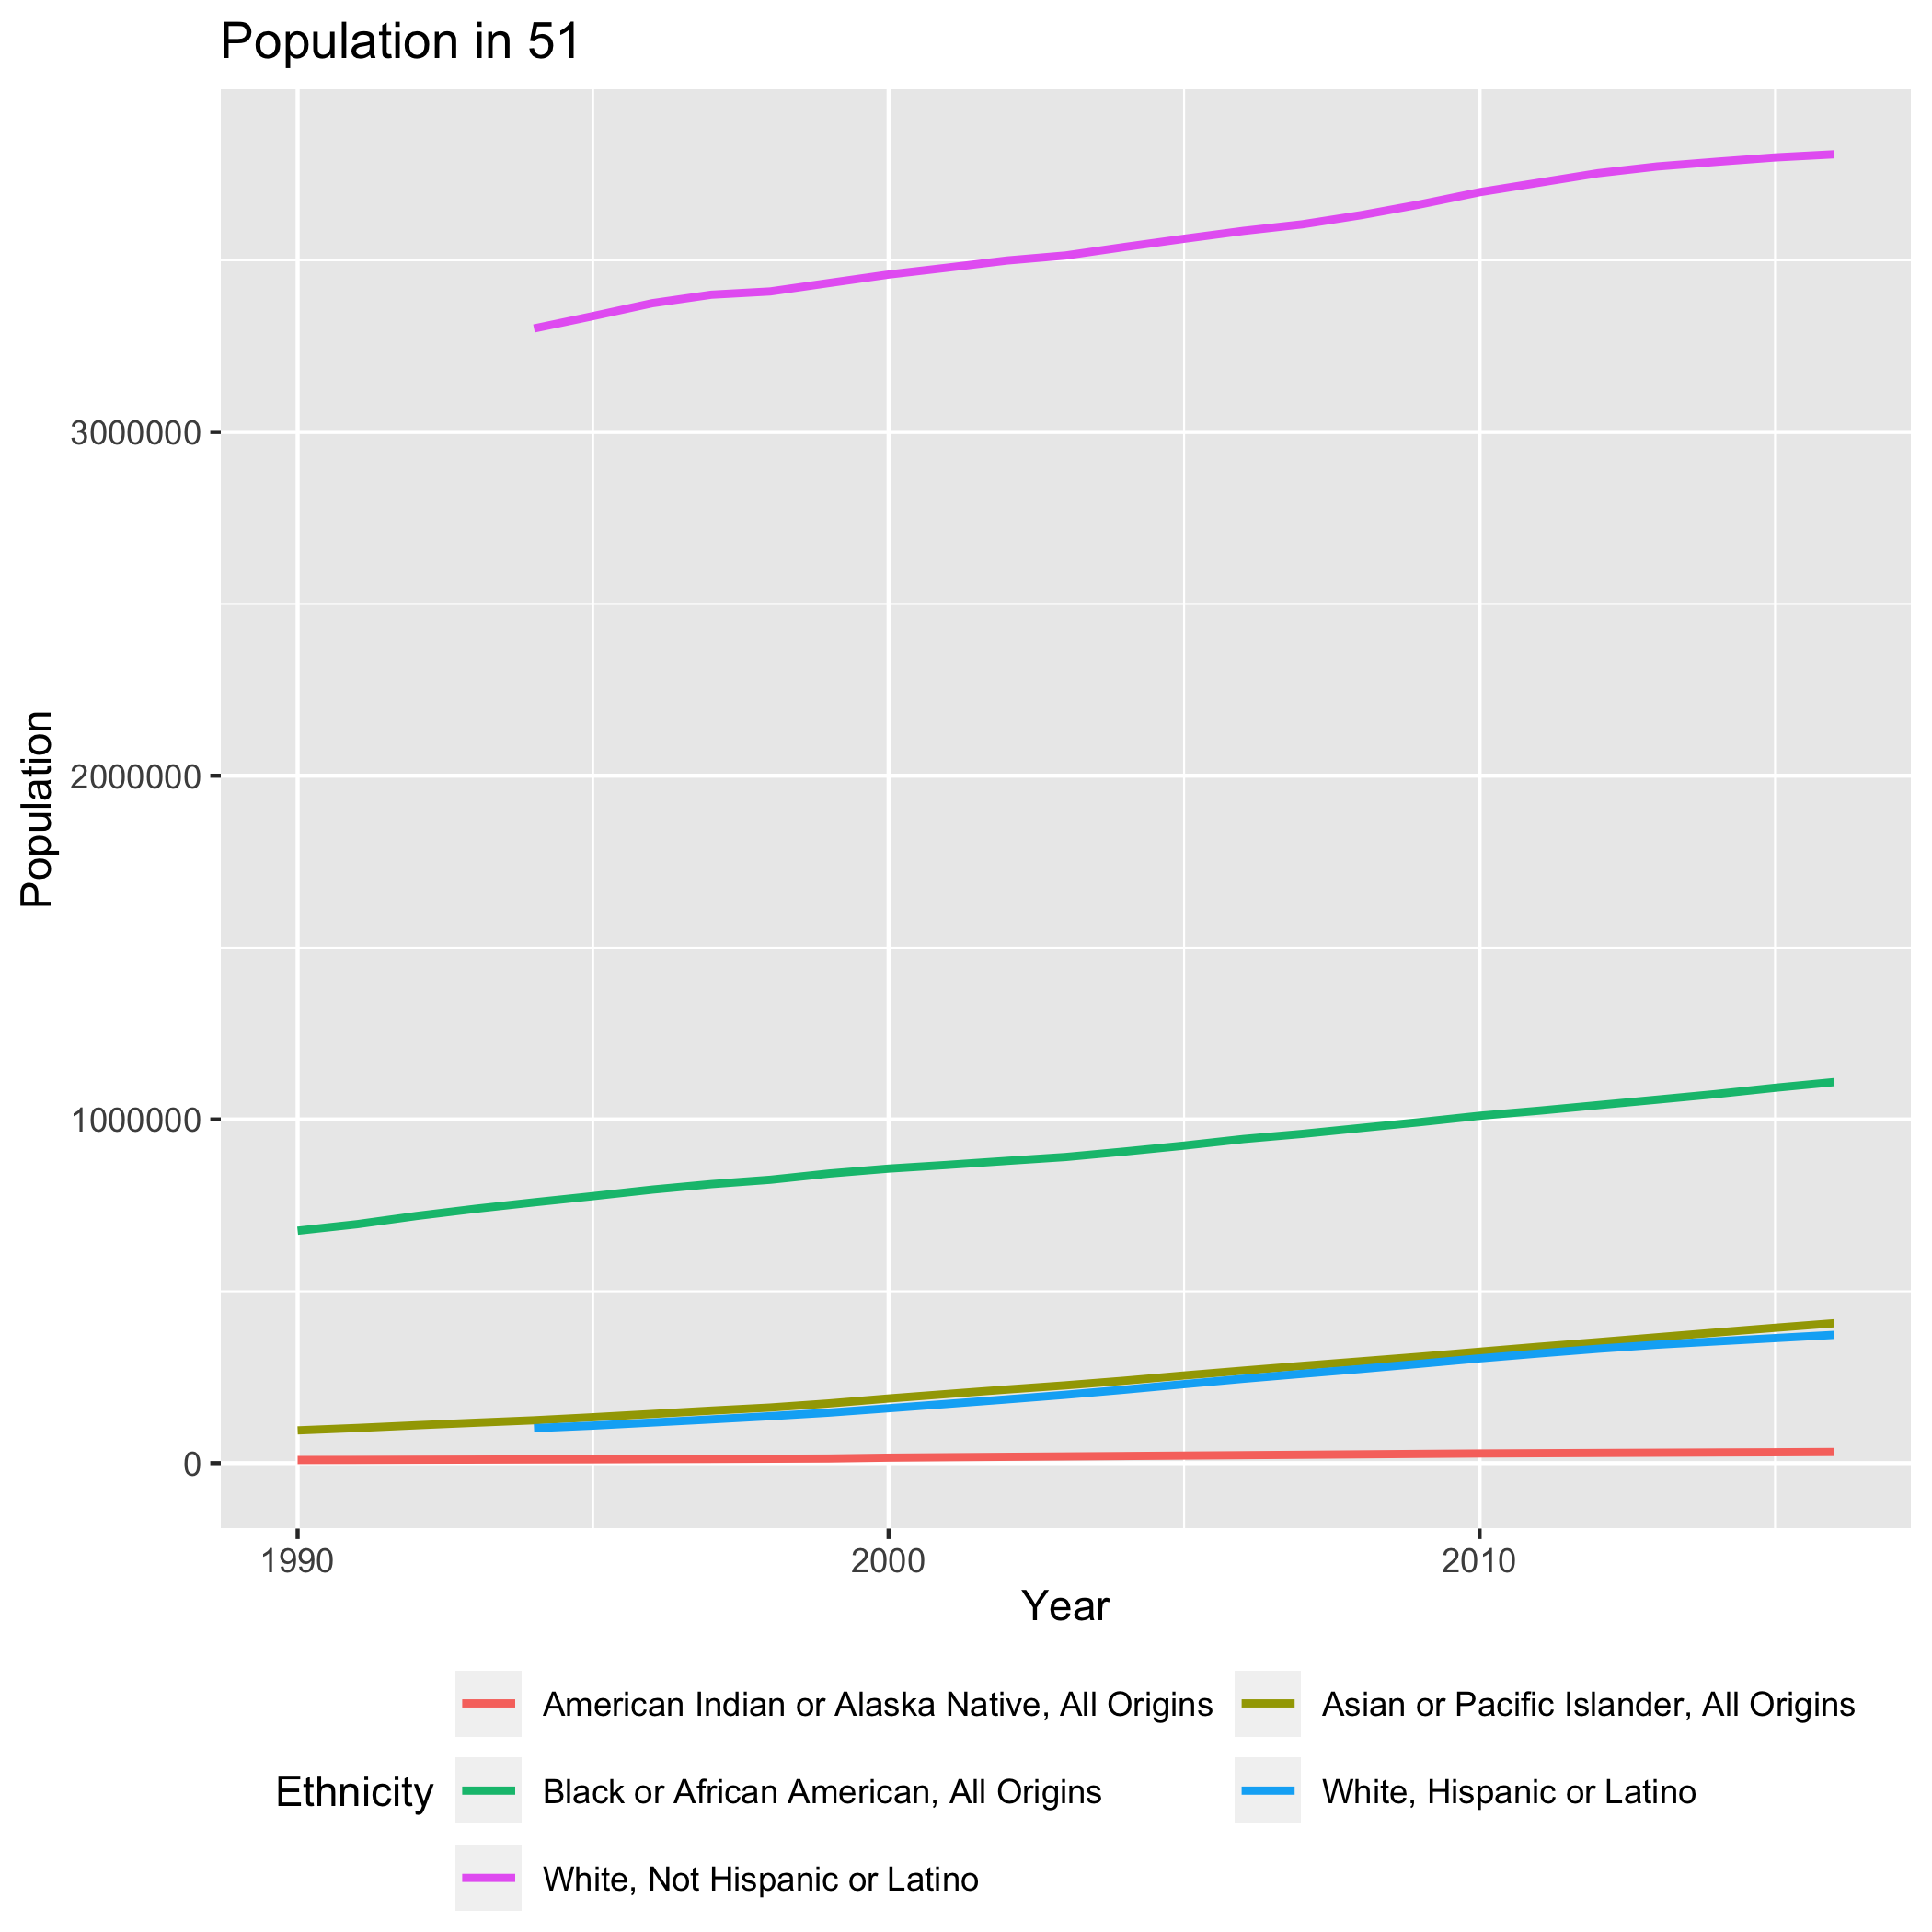 Population in 51
Population
3000000
2000000
1000000
0
1990
2000
2010
Year
Ethnicity
American Indian or Alaska Native, All Origins
Asian or Pacific Islander, All Origins
Black or African American, All Origins
White, Hispanic or Latino
White, Not Hispanic or Latino